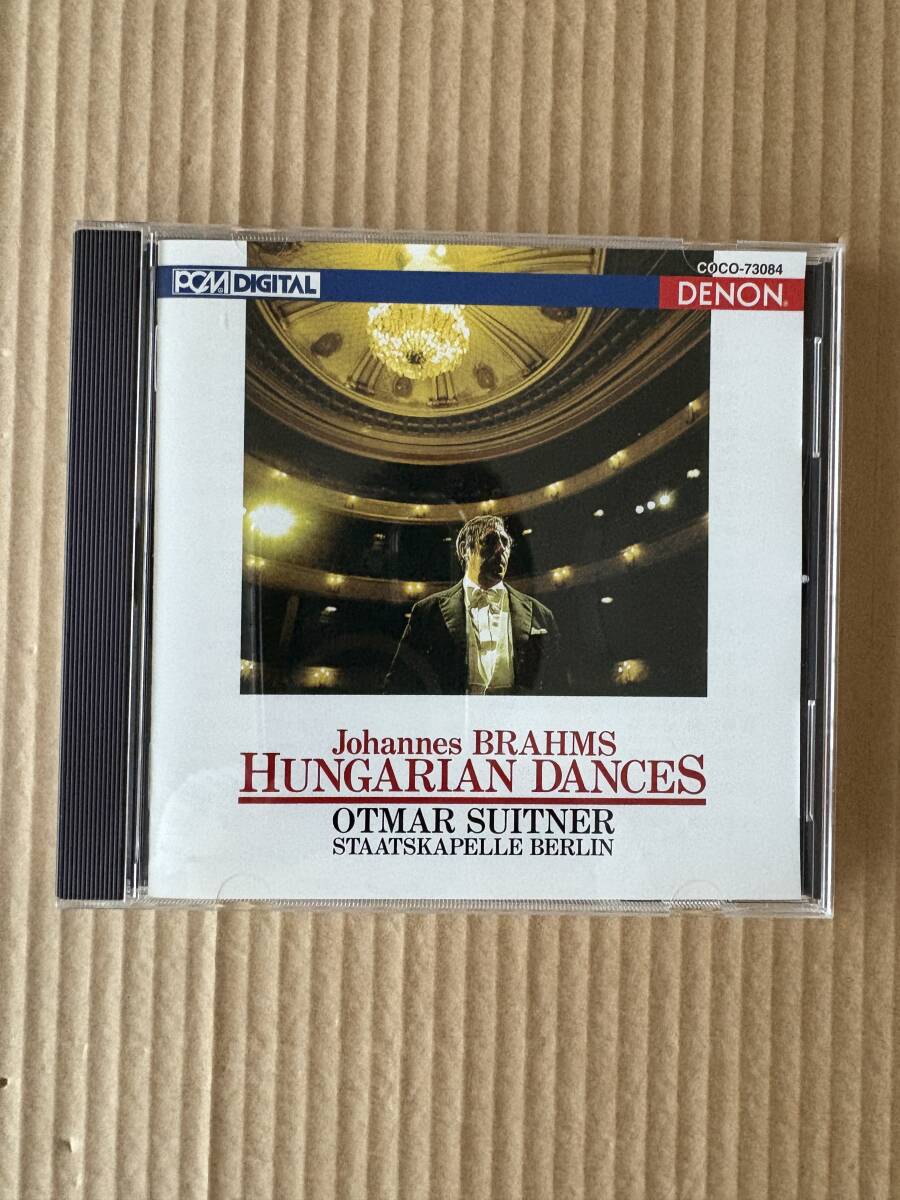 COCO-73084
PCM DIGITAL
DENON
Johannes BRAHMS
HUNGARIAN DANCES
OTMAR SUITNER
STAATSKAPELLE BERLIN